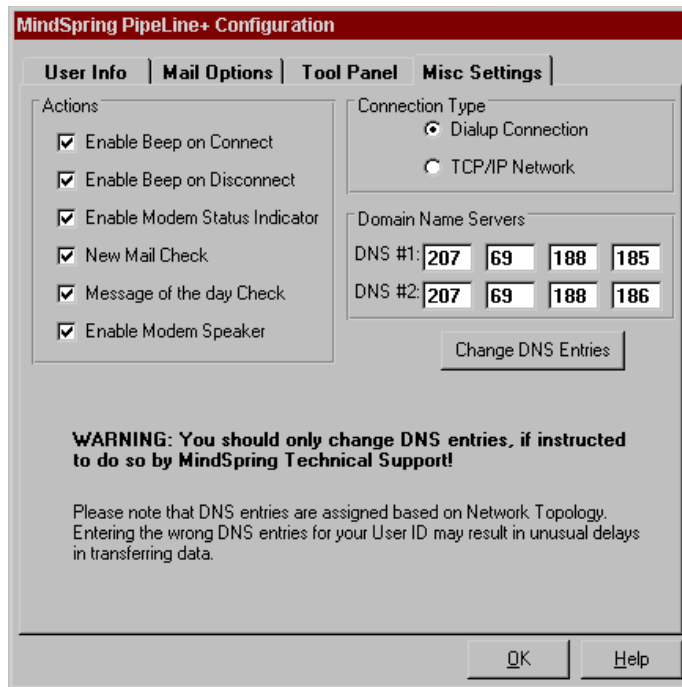 MindSpring PipeLine+ Configuration
User Info
Mail Options
Tool Panel
Misc Settings
Actions
Enable Beep on Connect
Enable Beep on Disconnect
Enable Modem Status Indicator
New Mail Check
Message of the day Check
Enable Modem Speaker
Connection Type
Dialup Connection
TCP/IP Network
Domain Name Servers
DNS #1: 207 69 188 185
DNS #2: 207 69 188 186
Change DNS Entries
WARNING: You should only change DNS entries, if instructed
to do so by MindSpring Technical Support!
Please note that DNS entries are assigned based on Network Topology.
Entering the wrong DNS entries for your User ID may result in unusual delays
in transferring data.
OK
Help